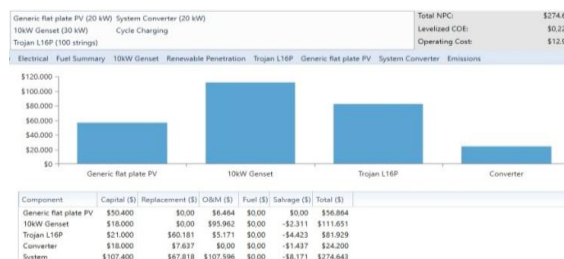 Generic flat plate PV (20 kW) System Converter (20 kW)
10kW Genset (30 kW) Cycle Charging
Trojan L16P (100 strings)
Total NPC: $274.6
Levelized COE: $0,22
Operating Cost: $12.9
Electrical Fuel Summary 10kW Genset Renewable Penetration Trojan L16P Generic flat plate PV System Converter Emissions
$120.000
$100.000
$80.000
$60.000
$40.000
$20.000
$0
Generic flat plate PV 10kW Genset Trojan L16P Converter
Component Capital ($) Replacement ($) O&M ($) Fuel ($) Salvage ($) Total ($)
Generic flat plate PV $50.400 $0,00 $6.464 $0,00 $0,00 $56.864
10kW Genset $18.000 $0,00 $95.962 $0,00 -$2.311 $111.651
Trojan L16P $21.000 $60.181 $5.171 $0,00 -$4.423 $81.929
Converter $18.000 $7.637 $0,00 $0,00 -$1.437 $24.200
System $107.400 $67.818 $107.596 $0,00 -$8.171 $274.643